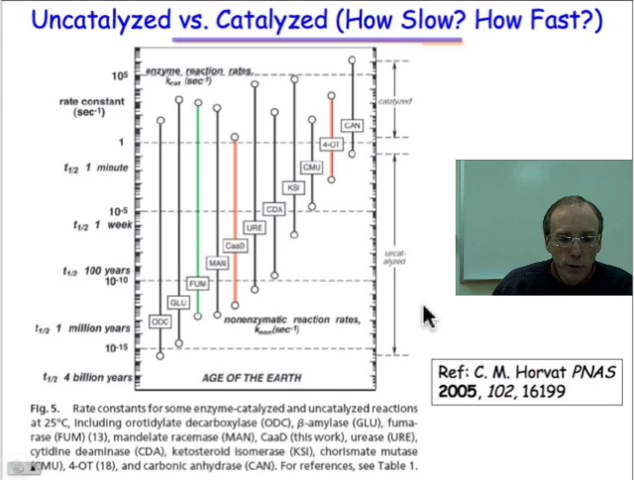 Uncatalyzed vs. Catalyzed (How Slow? How Fast?)
10⁵
enzyme reaction rates,
k_cat (sec⁻¹)
rate constant
(sec⁻¹)
catalyzed
CAN
1
4-OT
t₁/₂ 1 minute
CMU
KSI
10⁻⁵
CDA
t₁/₂ 1 week
URE
CaaD
uncat-
alyzed
MAN
t₁/₂ 100 years
10⁻¹⁰
FUM
GLU
ODC
nonenzymatic reaction rates,
k_non(sec⁻¹)
t₁/₂ 1 million years
10⁻¹⁵
t₁/₂ 4 billion years
AGE OF THE EARTH
Ref: C. M. Horvat PNAS
2005, 102, 16199
Fig. 5. Rate constants for some enzyme-catalyzed and uncatalyzed reactions
at 25°C, including orotidylate decarboxylase (ODC), β-amylase (GLU), fuma-
rase (FUM) (13), mandelate racemase (MAN), CaaD (this work), urease (URE),
cytidine deaminase (CDA), ketosteroid isomerase (KSI), chorismate mutase
(CMU), 4-OT (18), and carbonic anhydrase (CAN). For references, see Table 1.